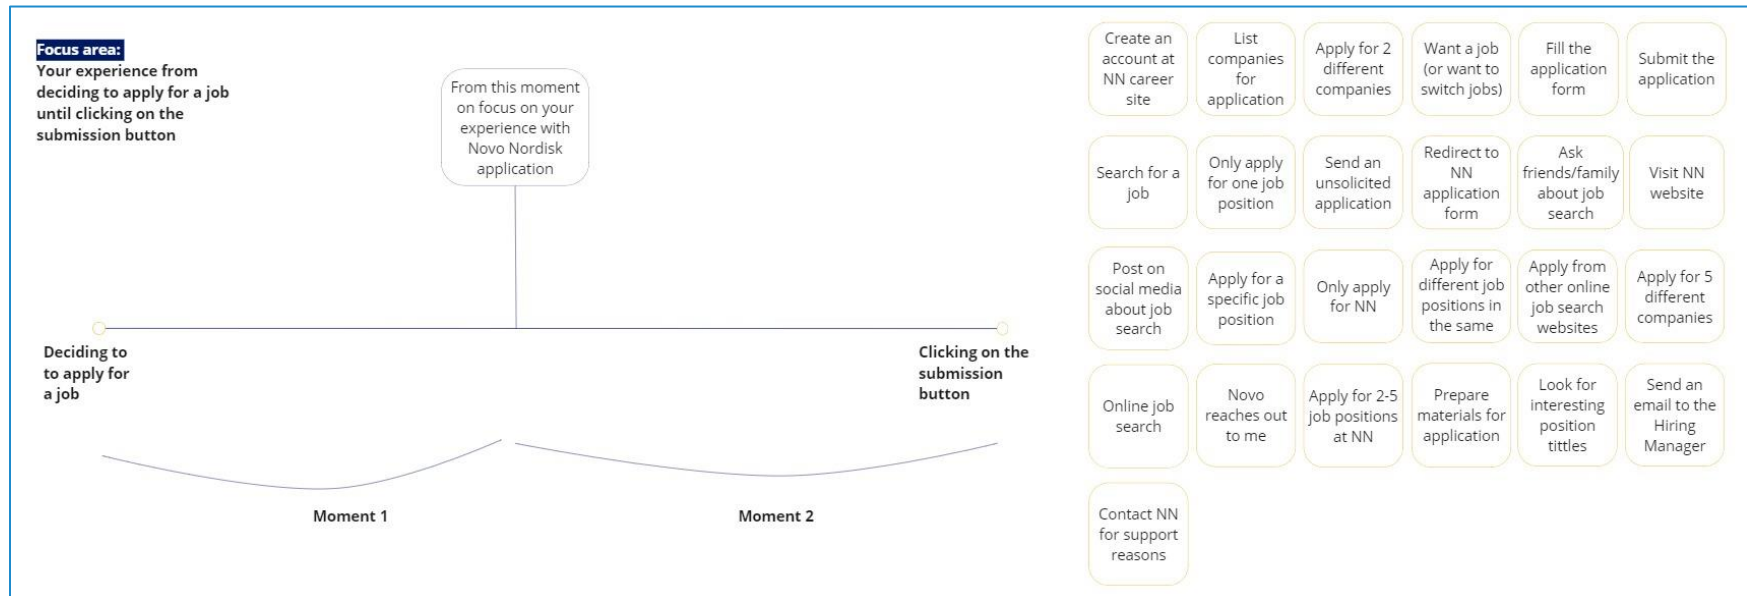 Focus area:
Your experience from
deciding to apply for a job
until clicking on the
submission button
From this moment
on focus on your
experience with
Novo Nordisk
application
Deciding to
to apply for
a job
Clicking on the
submission
button
Moment 1
Moment 2
Create an
account at
NN career
site
List
companies
for
application
Apply for 2
different
companies
Want a job
(or want to
switch jobs)
Fill the
application
form
Submit the
application
Search for a
job
Only apply
for one job
position
Send an
unsolicited
application
Redirect to
NN
application
form
Ask
friends/family
about job
search
Visit NN
website
Post on
social media
about job
search
Apply for a
specific job
position
Only apply
for NN
Apply for
different job
positions in
the same
Apply from
other online
job search
websites
Apply for 5
different
companies
Online job
search
Novo
reaches out
to me
Apply for 2-5
job positions
at NN
Prepare
materials for
application
Look for
interesting
position
tittles
Send an
email to the
Hiring
Manager
Contact NN
for support
reasons